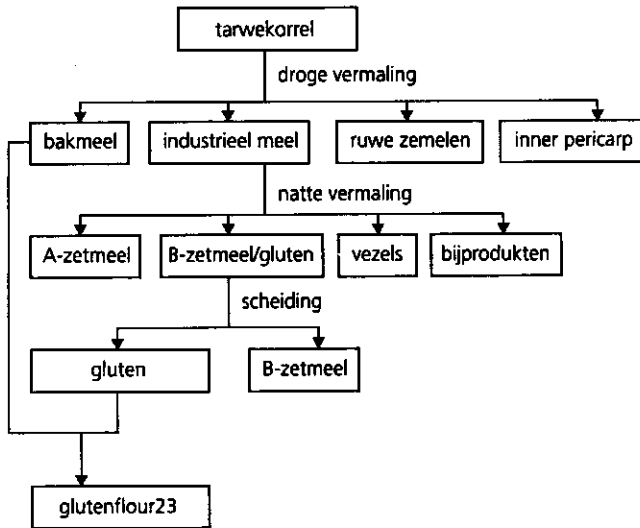 tarwekorrel
droge vermaling
bakmeel
industrieel meel
ruwe zemelen
inner pericarp
natte vermaling
A-zetmeel
B-zetmeel/gluten
vezels
bijprodukten
scheiding
gluten
B-zetmeel
glutenflour23